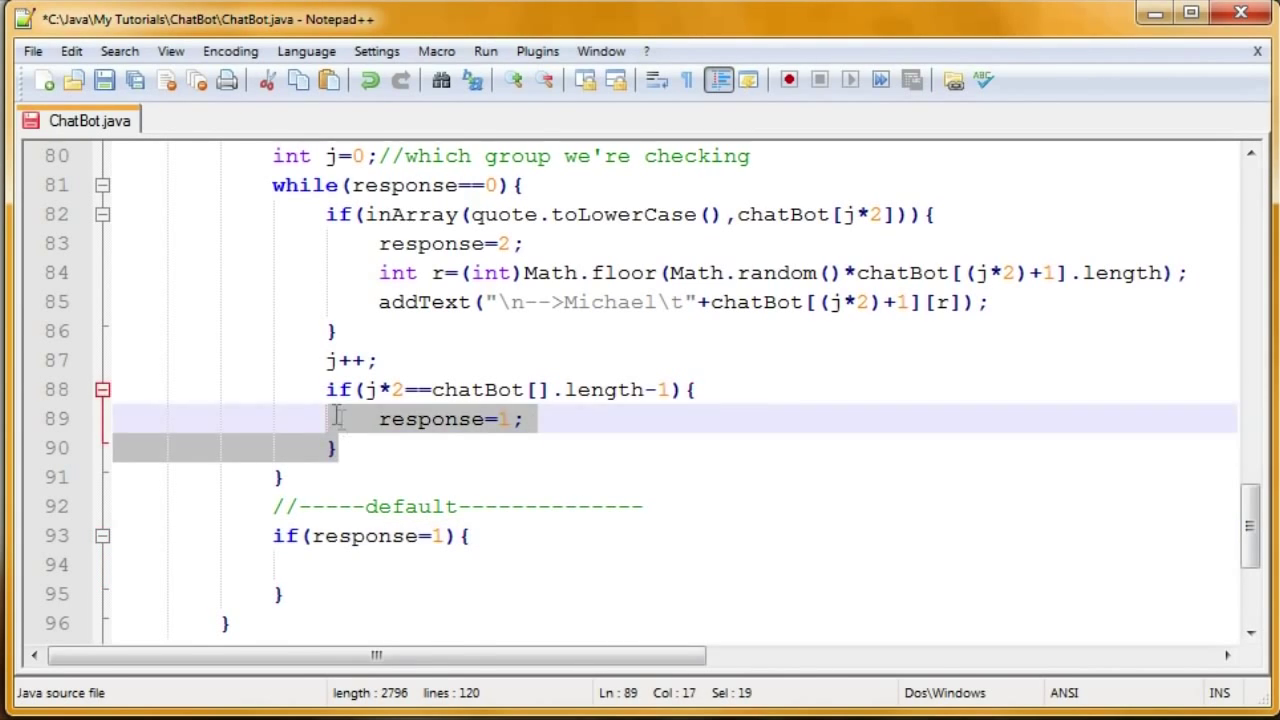 *C:\Java\My Tutorials\ChatBot\ChatBot.java - Notepad++
File Edit Search View Encoding Language Settings Macro Run Plugins Window ? X
ChatBot.java
80 int j=0;//which group we're checking
81 while(response==0){
82 if(inArray(quote.toLowerCase(),chatBot[j*2])){
83 response=2;
84 int r=(int)Math.floor(Math.random()*chatBot[(j*2)+1].length);
85 addText("\n-->Michael\t"+chatBot[(j*2)+1][r]);
86 }
87 j++;
88 if(j*2==chatBot[].length-1){
89 response=1;
90 }
91 }
92 //-----default--------------
93 if(response=1){
94
95 }
96 }
Java source file length : 2796 lines : 120 Ln : 89 Col : 17 Sel : 19 Dos\Windows ANSI INS